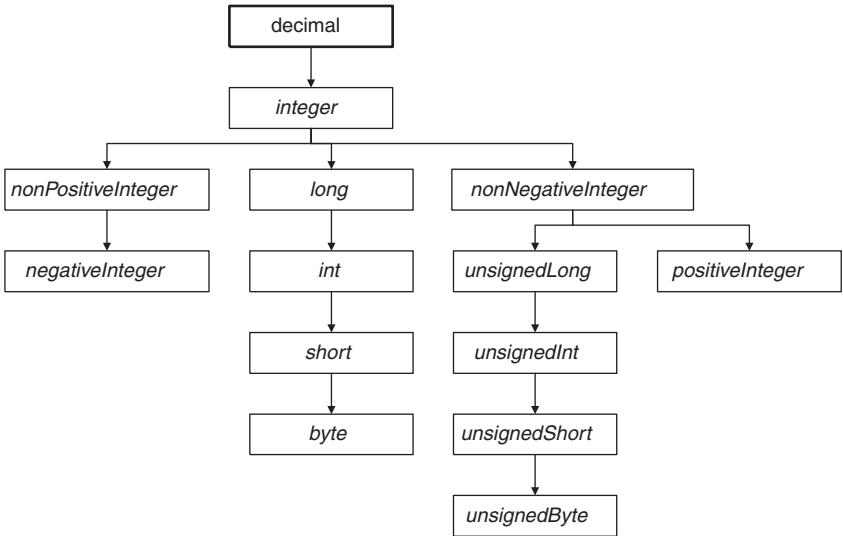 decimal
integer
nonPositiveInteger
long
nonNegativeInteger
negativeInteger
int
unsignedLong
positiveInteger
short
unsignedInt
byte
unsignedShort
unsignedByte